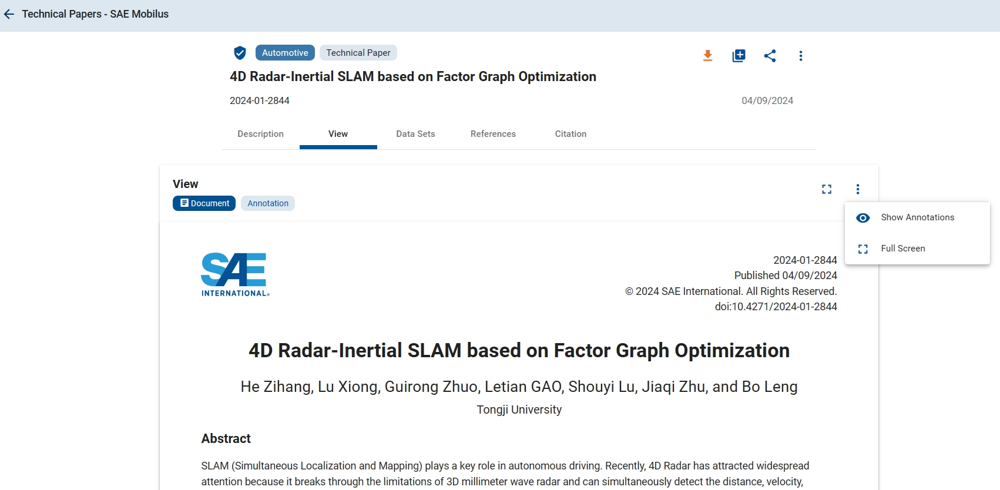 Technical Papers - SAE Mobilus
Automotive Technical Paper
4D Radar-Inertial SLAM based on Factor Graph Optimization
2024-01-2844 04/09/2024
Description View Data Sets References Citation
View
Document Annotation
Show Annotations
Full Screen
SAE
INTERNATIONAL®
2024-01-2844
Published 04/09/2024
© 2024 SAE International. All Rights Reserved.
doi:10.4271/2024-01-2844
4D Radar-Inertial SLAM based on Factor Graph Optimization
He Zihang, Lu Xiong, Guirong Zhuo, Letian GAO, Shouyi Lu, Jiaqi Zhu, and Bo Leng
Tongji University
Abstract
SLAM (Simultaneous Localization and Mapping) plays a key role in autonomous driving. Recently, 4D Radar has attracted widespread
attention because it breaks through the limitations of 3D millimeter wave radar and can simultaneously detect the distance, velocity,